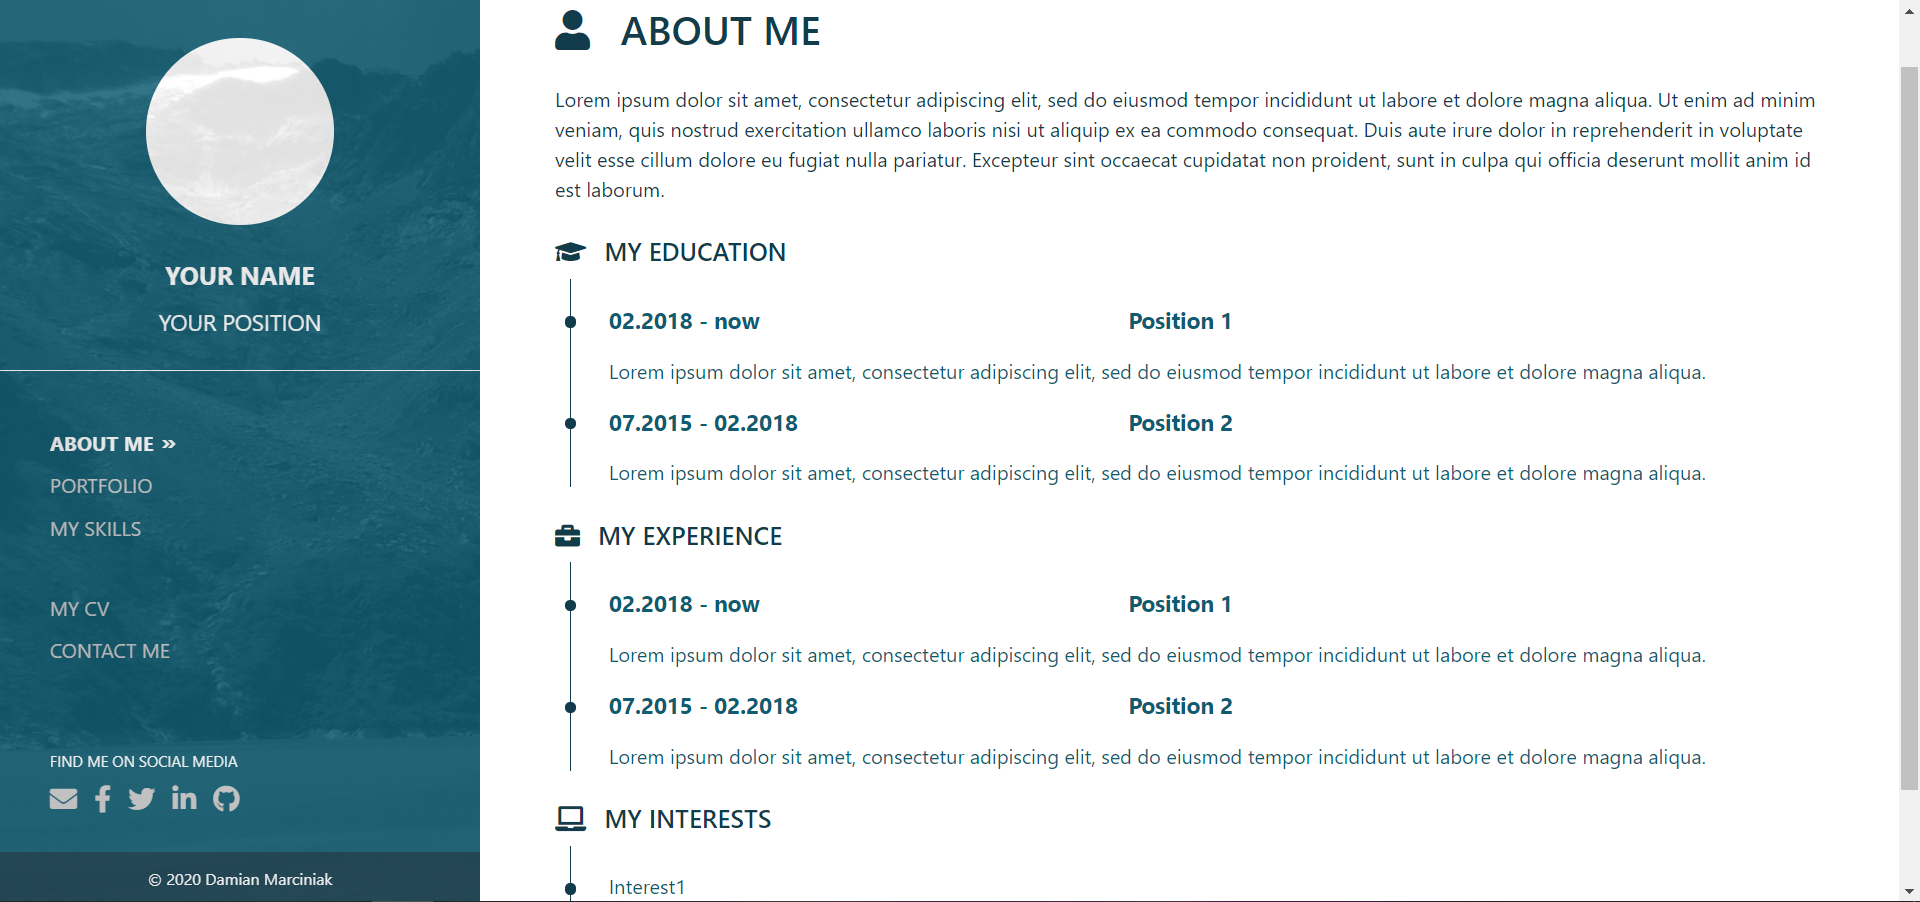 YOUR NAME
YOUR POSITION
ABOUT ME »
PORTFOLIO
MY SKILLS
MY CV
CONTACT ME
FIND ME ON SOCIAL MEDIA
© 2020 Damian Marciniak
ABOUT ME
Lorem ipsum dolor sit amet, consectetur adipiscing elit, sed do eiusmod tempor incididunt ut labore et dolore magna aliqua. Ut enim ad minim
veniam, quis nostrud exercitation ullamco laboris nisi ut aliquip ex ea commodo consequat. Duis aute irure dolor in reprehenderit in voluptate
velit esse cillum dolore eu fugiat nulla pariatur. Excepteur sint occaecat cupidatat non proident, sunt in culpa qui officia deserunt mollit anim id
est laborum.
MY EDUCATION
02.2018 - now Position 1
Lorem ipsum dolor sit amet, consectetur adipiscing elit, sed do eiusmod tempor incididunt ut labore et dolore magna aliqua.
07.2015 - 02.2018 Position 2
Lorem ipsum dolor sit amet, consectetur adipiscing elit, sed do eiusmod tempor incididunt ut labore et dolore magna aliqua.
MY EXPERIENCE
02.2018 - now Position 1
Lorem ipsum dolor sit amet, consectetur adipiscing elit, sed do eiusmod tempor incididunt ut labore et dolore magna aliqua.
07.2015 - 02.2018 Position 2
Lorem ipsum dolor sit amet, consectetur adipiscing elit, sed do eiusmod tempor incididunt ut labore et dolore magna aliqua.
MY INTERESTS
Interest1